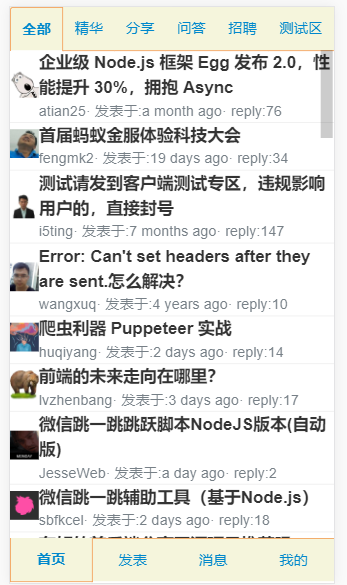 全部 精华 分享 问答 招聘 测试区
企业级 Node.js 框架 Egg 发布 2.0，性
能提升 30%，拥抱 Async
atian25· 发表于:a month ago· reply:76
首届蚂蚁金服体验科技大会
fengmk2· 发表于:19 days ago· reply:34
测试请发到客户端测试专区，违规影响
用户的，直接封号
i5ting· 发表于:7 months ago· reply:147
Error: Can't set headers after they
are sent.怎么解决？
wangxuq· 发表于:4 years ago· reply:10
爬虫利器 Puppeteer 实战
huqiyang· 发表于:2 days ago· reply:14
前端的未来走向在哪里？
lvzhenbang· 发表于:3 days ago· reply:17
微信跳一跳跳跃脚本NodeJS版本(自动
版)
JesseWeb· 发表于:a day ago· reply:2
微信跳一跳辅助工具（基于Node.js）
sbfkcel· 发表于:2 days ago· reply:18
首页 发表 消息 我的